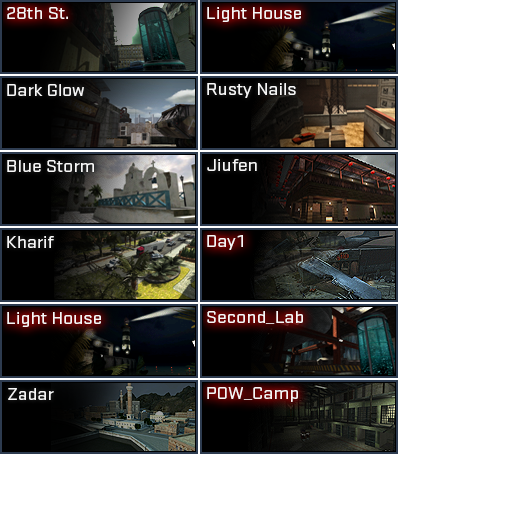 28th St.
Light House
Dark Glow
Rusty Nails
Blue Storm
Jiufen
Kharif
Day1
Light House
Second_Lab
Zadar
POW_Camp